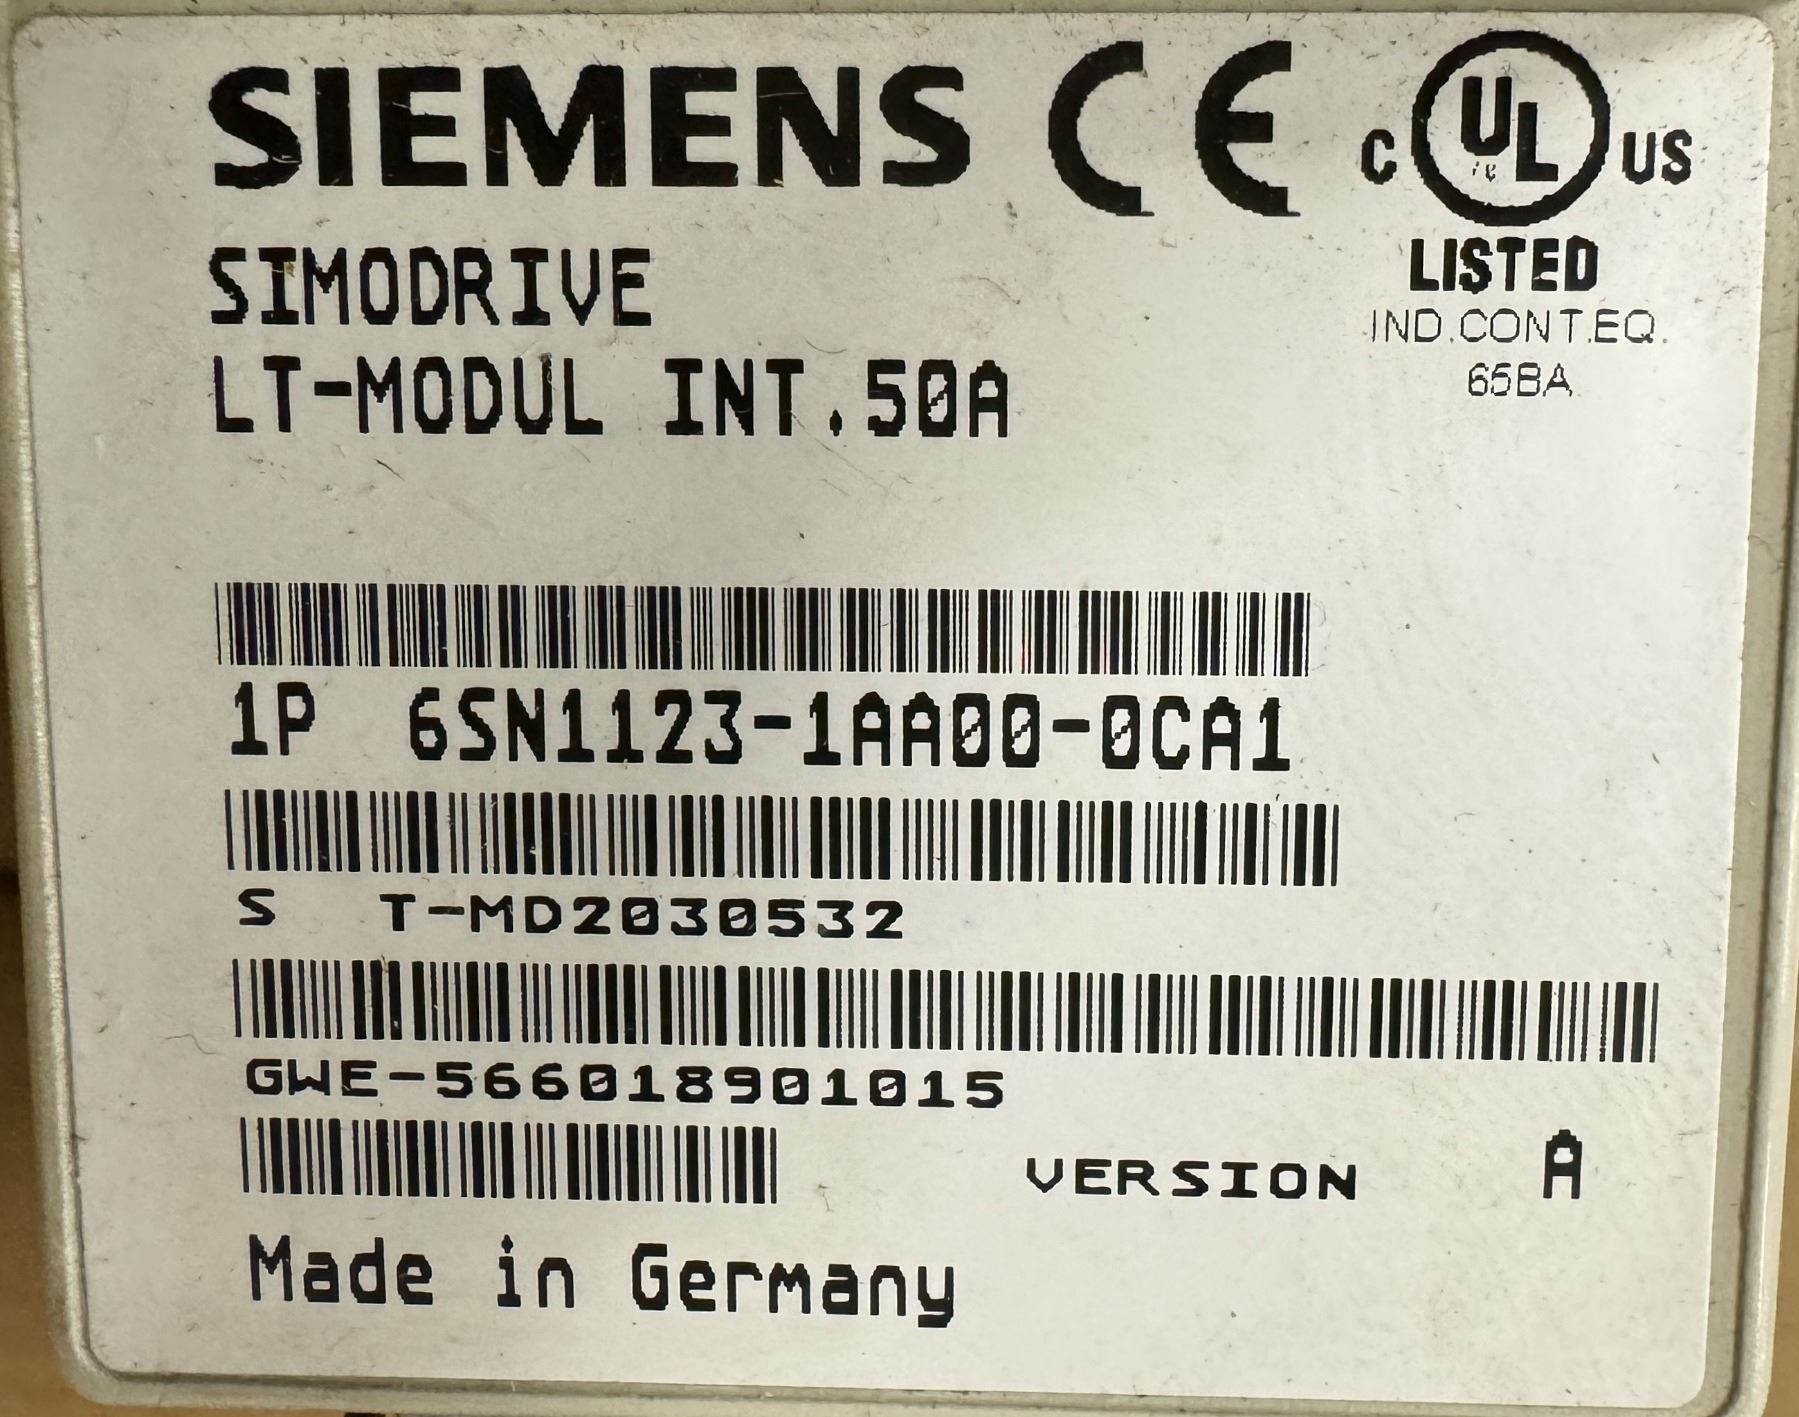 SIEMENS CE
C UL US
LISTED
IND.CONT.EQ.
65BA
SIMODRIVE
LT-MODUL INT.50A
1P 6SN1123-1AA00-0CA1
S T-MD2030532
GWE-566018901015
VERSION A
Made in Germany